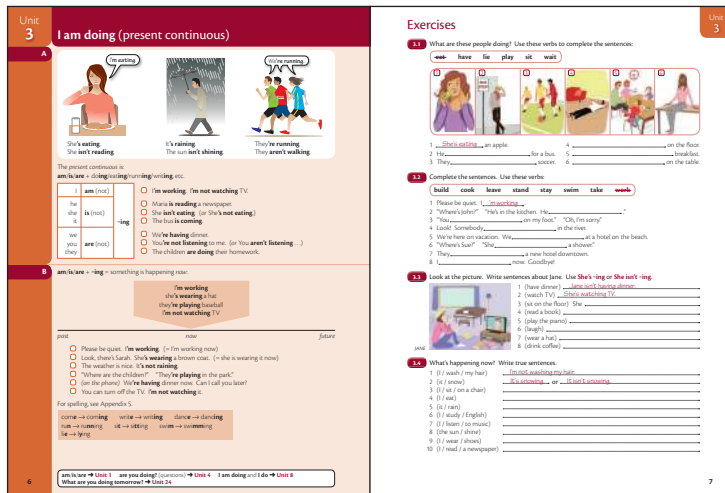 Unit
3
I am doing (present continuous)
A
I'm eating.
We're running.
She's eating.
She isn't reading.
It's raining.
The sun isn't shining.
They're running.
They aren't walking.
The present continuous is
am/is/are + doing/eating/running/writing, etc.
I am (not)
he
she is (not)
it
-ing
we
you are (not)
they
I'm working. I'm not watching TV.
Maria is reading a newspaper.
She isn't eating. (or She's not eating.)
The bus is coming.
We're having dinner.
You're not listening to me. (or You aren't listening . . .)
The children are doing their homework.
B
am/is/are + -ing = something is happening now:
I'm working
she's wearing a hat
they're playing baseball
I'm not watching TV
past now future
Please be quiet. I'm working. (= I'm working now)
Look, there's Sarah. She's wearing a brown coat. (= she is wearing it now)
The weather is nice. It's not raining.
"Where are the children?" "They're playing in the park."
(on the phone) We're having dinner now. Can I call you later?
You can turn off the TV. I'm not watching it.
For spelling, see Appendix 5.
come → coming write → writing dance → dancing
run → running sit → sitting swim → swimming
lie → lying
6
am/is/are → Unit 1 are you doing? (questions) → Unit 4 I am doing and I do → Unit 8
What are you doing tomorrow? → Unit 24
Exercises
Unit
3
3.1 What are these people doing? Use these verbs to complete the sentences:
eat have lie play sit wait
1 2 3 4 5 6
1 She's eating an apple.
2 He for a bus.
3 They soccer.
4 on the floor.
5 breakfast.
6 on the table.
3.2 Complete the sentences. Use these verbs:
build cook leave stand stay swim take work
1 Please be quiet. I 'm working .
2 "Where's John?" "He's in the kitchen. He ."
3 "You on my foot." "Oh, I'm sorry."
4 Look! Somebody in the river.
5 We're here on vacation. We at a hotel on the beach.
6 "Where's Sue?" "She a shower."
7 They a new hotel downtown.
8 I now. Goodbye!
3.3 Look at the picture. Write sentences about Jane. Use She's -ing or She isn't -ing.
JANE
1 (have dinner) Jane isn't having dinner.
2 (watch TV) She's watching TV.
3 (sit on the floor) She
4 (read a book)
5 (play the piano)
6 (laugh)
7 (wear a hat)
8 (drink coffee)
3.4 What's happening now? Write true sentences.
1 (I / wash / my hair) I'm not washing my hair.
2 (it / snow) It's snowing. or It isn't snowing.
3 (I / sit / on a chair)
4 (I / eat)
5 (it / rain)
6 (I / study / English)
7 (I / listen / to music)
8 (the sun / shine)
9 (I / wear / shoes)
10 (I / read / a newspaper)
7